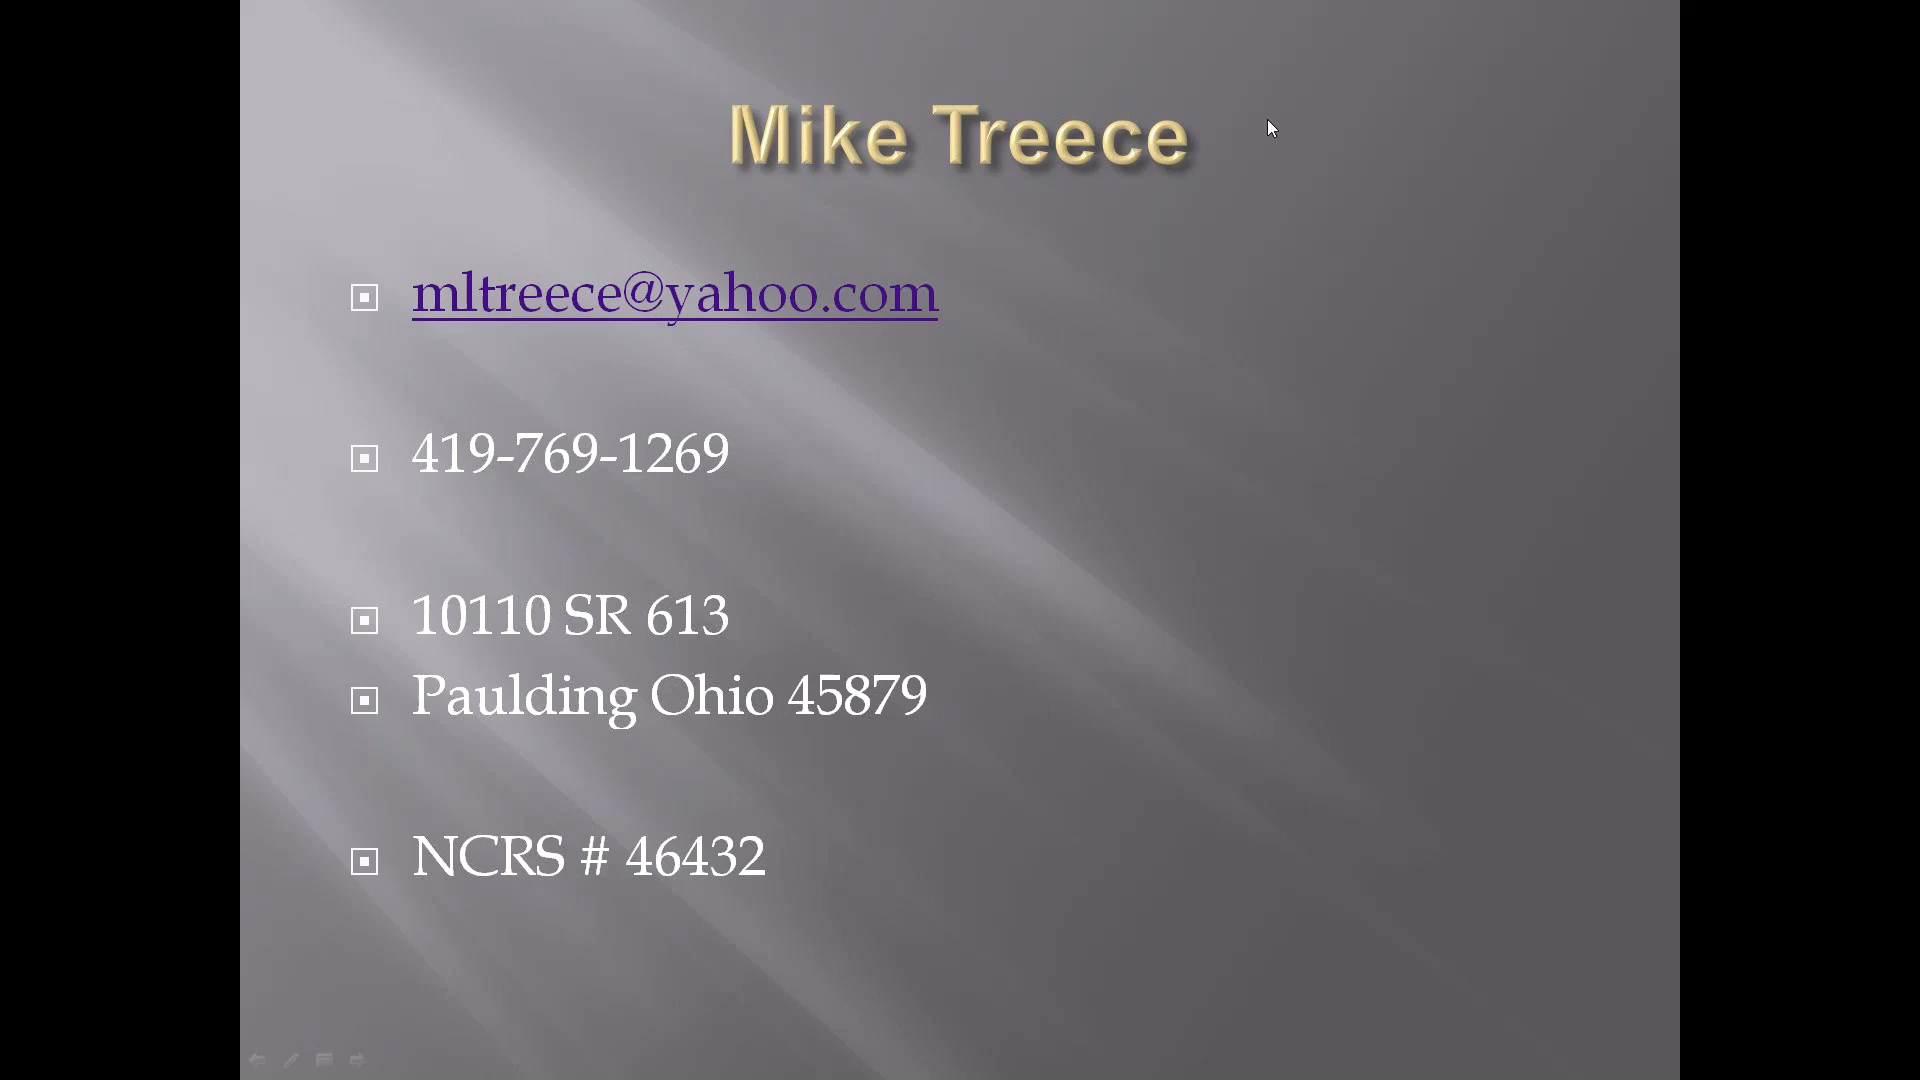 Mike Treece
mltreece@yahoo.com
419-769-1269
10110 SR 613
Paulding Ohio 45879
NCRS # 46432